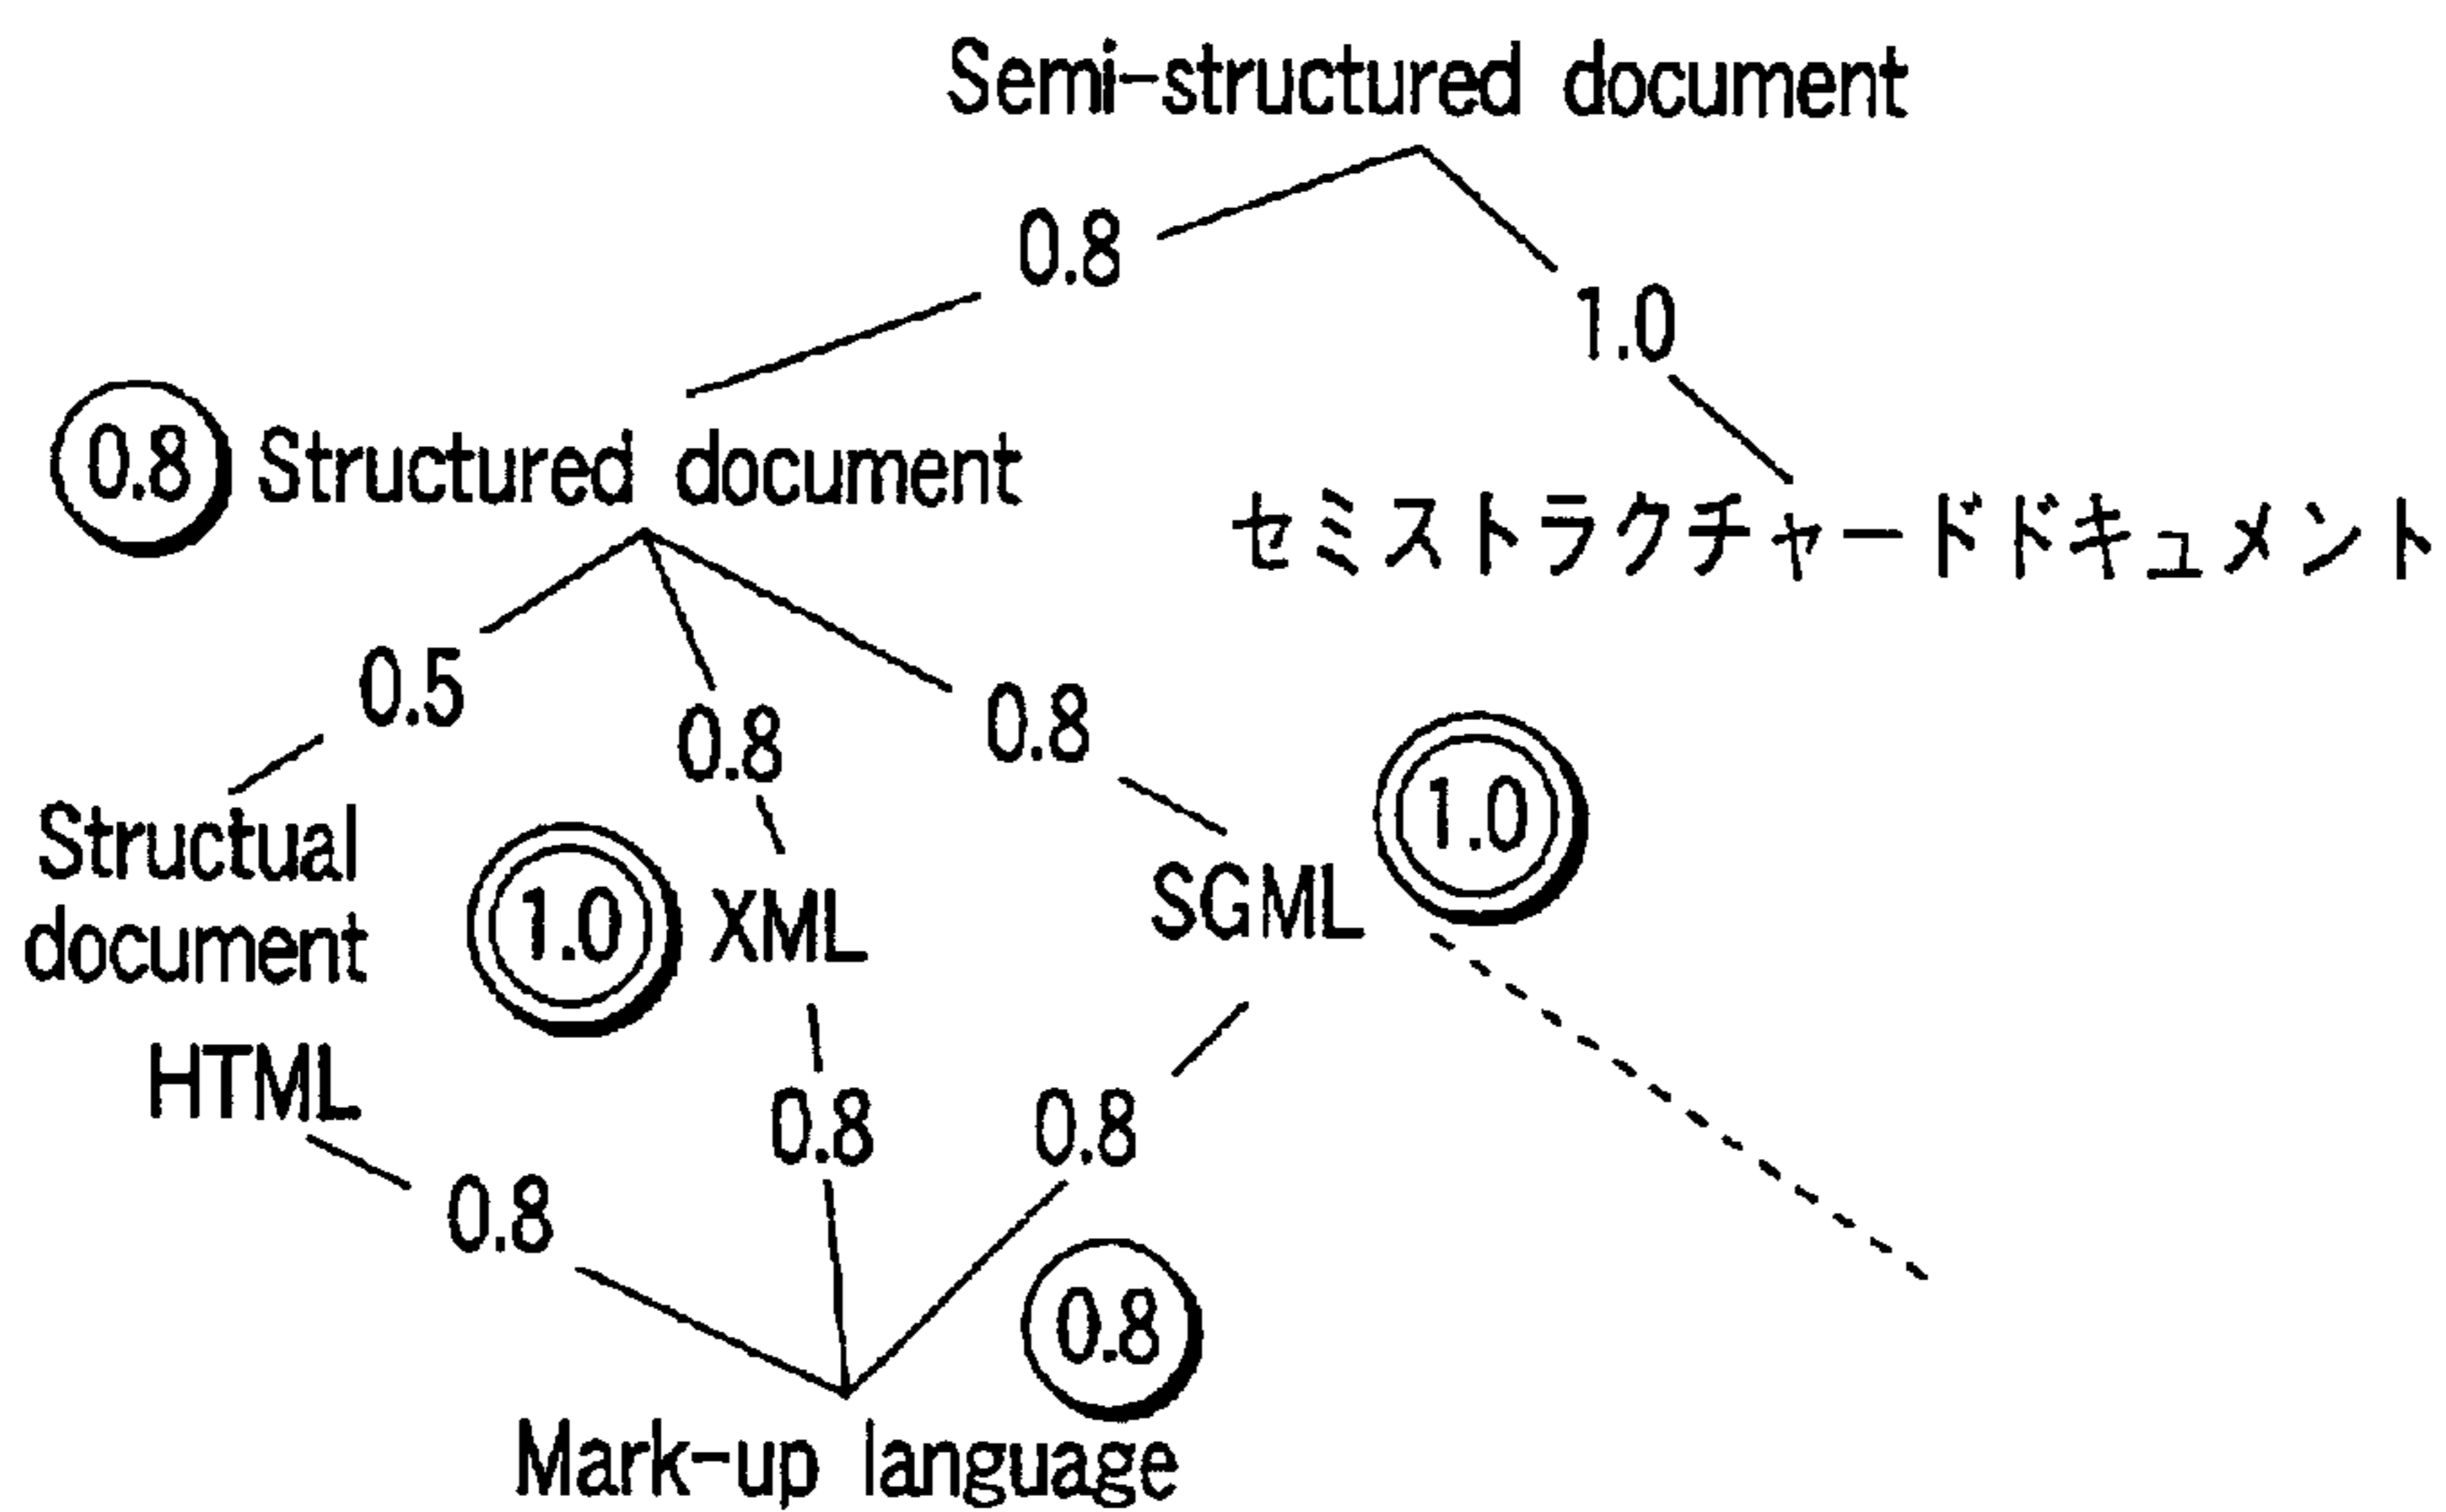 Semi-structured document
0.8
1.0
0.8 Structured document
セミストラクチャードドキュメント
0.5
0.8
0.8
1.0
Structual
document
1.0 XML
SGML
HTML
0.8
0.8
0.8
0.8
Mark-up language